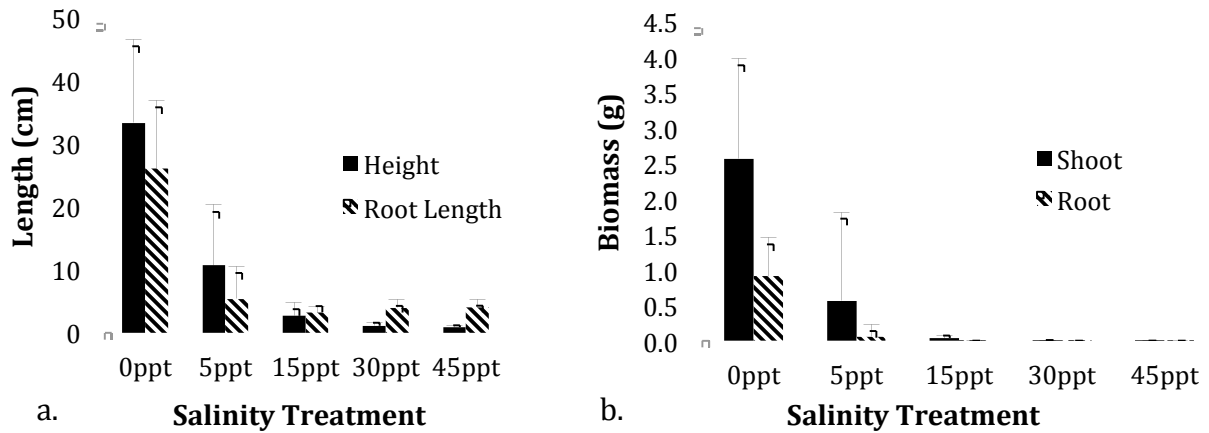 50
40
30
20
10
0
Length (cm)
Height
Root Length
0ppt 5ppt 15ppt 30ppt 45ppt
a. Salinity Treatment
4.5
4.0
3.5
3.0
2.5
2.0
1.5
1.0
0.5
0.0
Biomass (g)
Shoot
Root
0ppt 5ppt 15ppt 30ppt 45ppt
b. Salinity Treatment